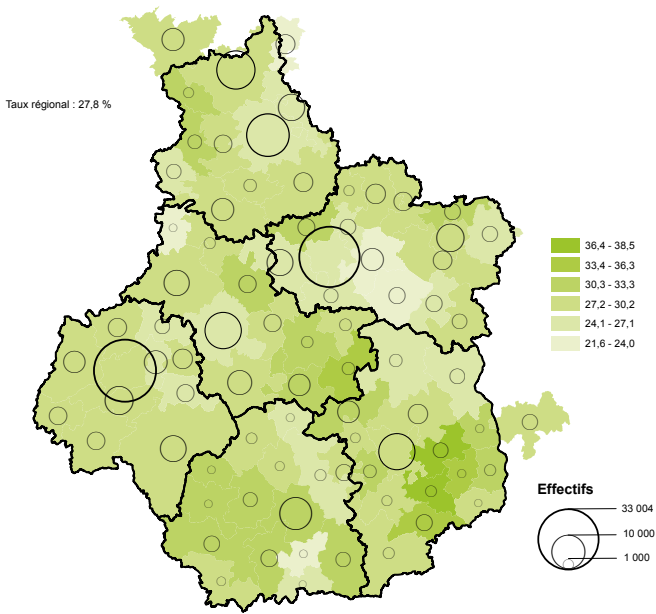 Taux régional : 27,8 %
36,4 - 38,5
33,4 - 36,3
30,3 - 33,3
27,2 - 30,2
24,1 - 27,1
21,6 - 24,0
Effectifs
33 004
10 000
1 000